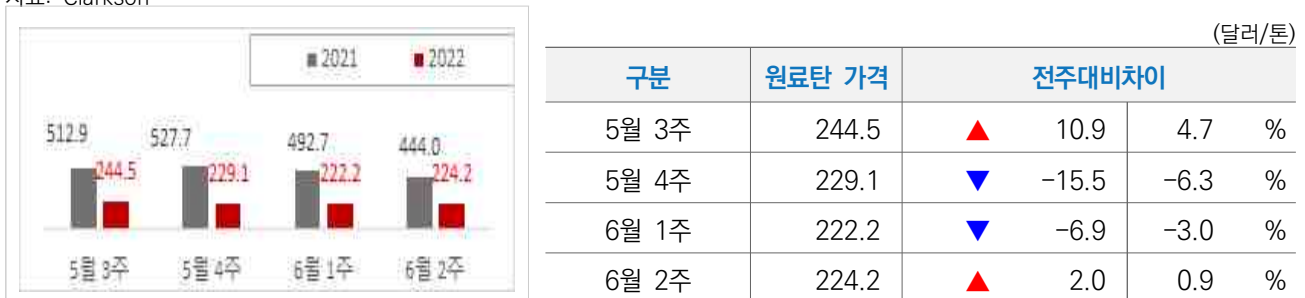 자료: Clarkson
■ 2021 ■ 2022
512.9 527.7 492.7 444.0
244.5 229.1 222.2 224.2
5월 3주 5월 4주 6월 1주 6월 2주
(달러/톤)
구분 원료탄 가격 전주대비차이
5월 3주 244.5 ▲ 10.9 4.7 %
5월 4주 229.1 ▼ -15.5 -6.3 %
6월 1주 222.2 ▼ -6.9 -3.0 %
6월 2주 224.2 ▲ 2.0 0.9 %